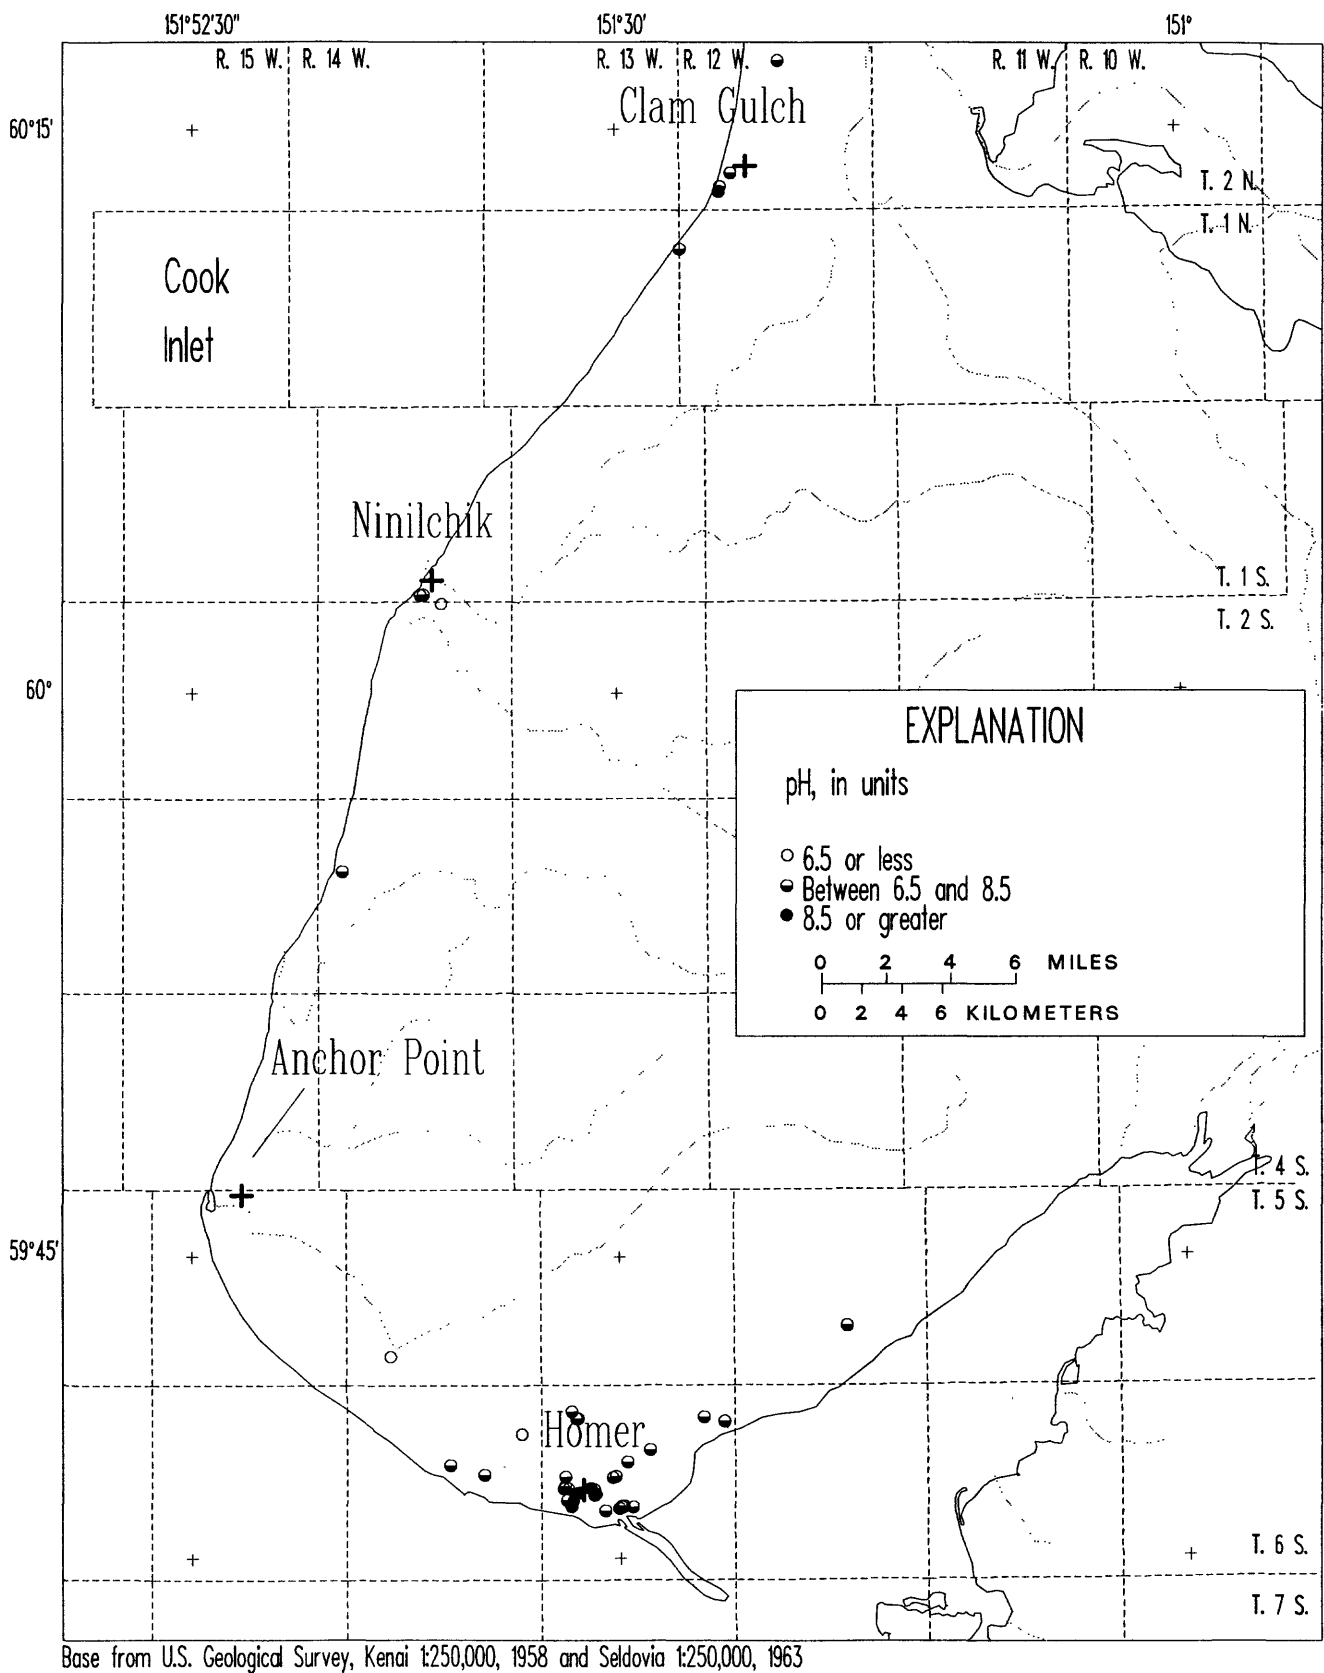 151°52'30" 151°30' 151°
R. 15 W. R. 14 W. R. 13 W. R. 12 W. R. 11 W. R. 10 W.
Clam Gulch
60°15'
T. 2 N.
T. 1 N.
Cook
Inlet
Ninilchik
T. 1 S.
T. 2 S.
60°
EXPLANATION
pH, in units
6.5 or less
Between 6.5 and 8.5
8.5 or greater
0 2 4 6 MILES
0 2 4 6 KILOMETERS
Anchor Point
T. 4 S.
T. 5 S.
59°45'
Homer
T. 6 S.
T. 7 S.
Base from U.S. Geological Survey, Kenai 1:250,000, 1958 and Seldovia 1:250,000, 1963